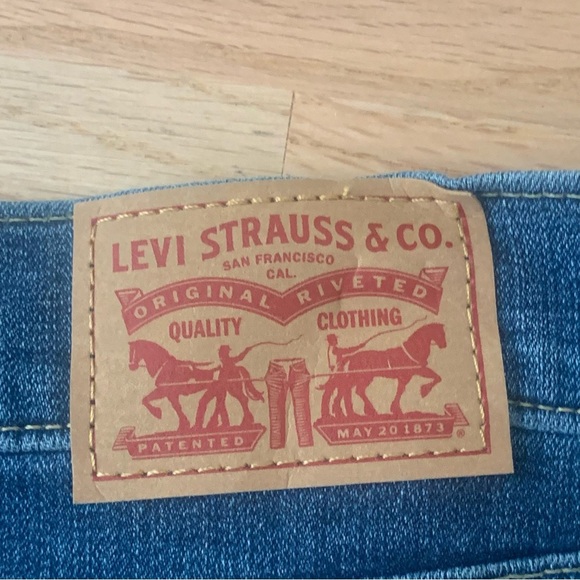 LEVI STRAUSS & CO.
SAN FRANCISCO
CAL.
ORIGINAL RIVETED
QUALITY CLOTHING
PATENTED MAY 20 1873 ®